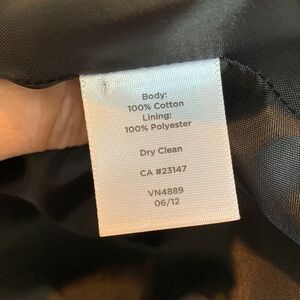 Body:
100% Cotton
Lining:
100% Polyester
Dry Clean
CA #23147
VN4889
06/12